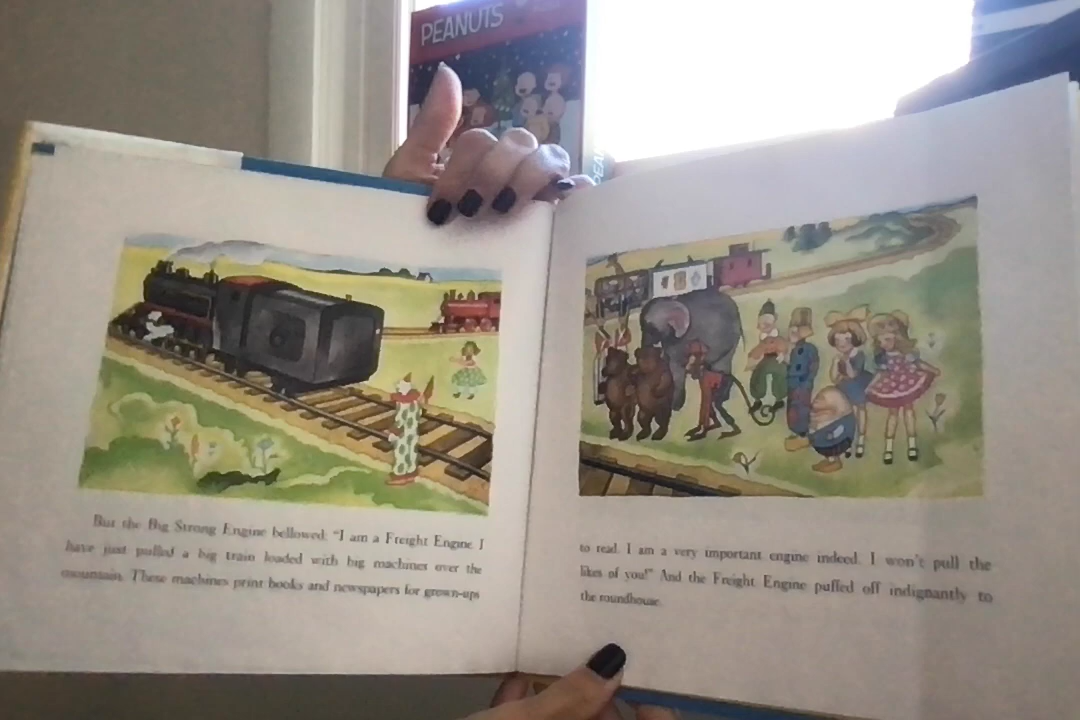 PEANUTS
But the Big Strong Engine bellowed: "I am a Freight Engine I
have just pulled a big train loaded with big machines over the
mountain. These machines print books and newspapers for grown-ups
to read. I am a very important engine indeed. I won't pull the
likes of you!" And the Freight Engine puffed off indignantly to
the roundhouse.